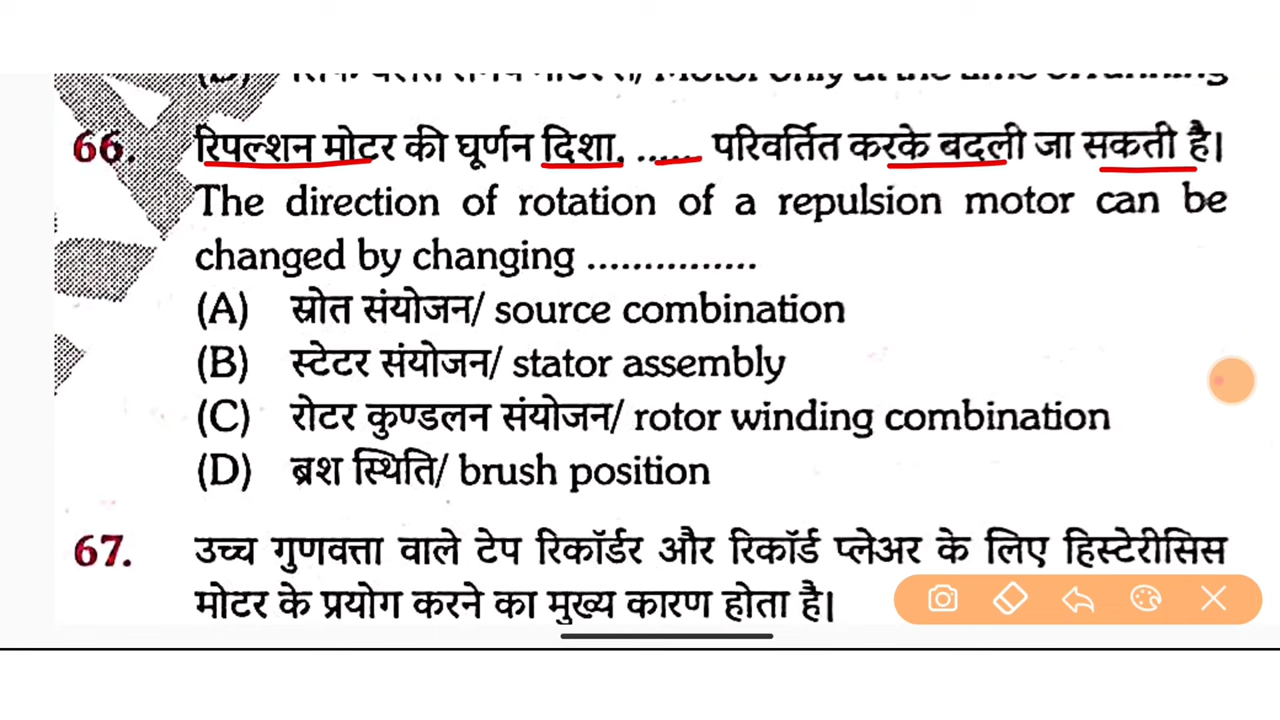 66. रिपल्शन मोटर की घूर्णन दिशा. ...... परिवर्तित करके बदली जा सकती है।
The direction of rotation of a repulsion motor can be
changed by changing ...............
(A) स्रोत संयोजन/ source combination
(B) स्टेटर संयोजन/ stator assembly
(C) रोटर कुण्डलन संयोजन/ rotor winding combination
(D) ब्रश स्थिति/ brush position
67. उच्च गुणवत्ता वाले टेप रिकॉर्डर और रिकॉर्ड प्लेअर के लिए हिस्टेरीसिस
मोटर के प्रयोग करने का मुख्य कारण होता है।